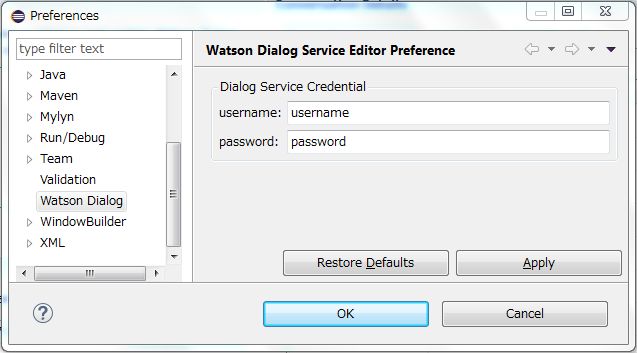 Preferences
type filter text
Java
Maven
Mylyn
Run/Debug
Team
Validation
Watson Dialog
WindowBuilder
XML
Watson Dialog Service Editor Preference
Dialog Service Credential
username: username
password: password
Restore Defaults Apply
? OK Cancel